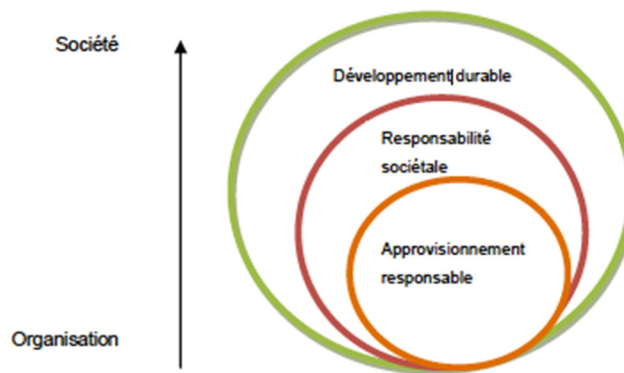 Société
Développement durable
Responsabilité
sociétale
Approvisionnement
responsable
Organisation